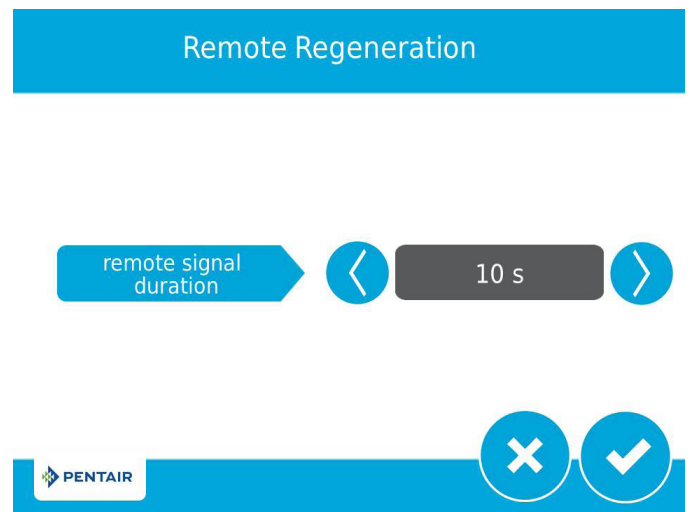 Remote Regeneration
remote signal
duration
10 s
PENTAIR